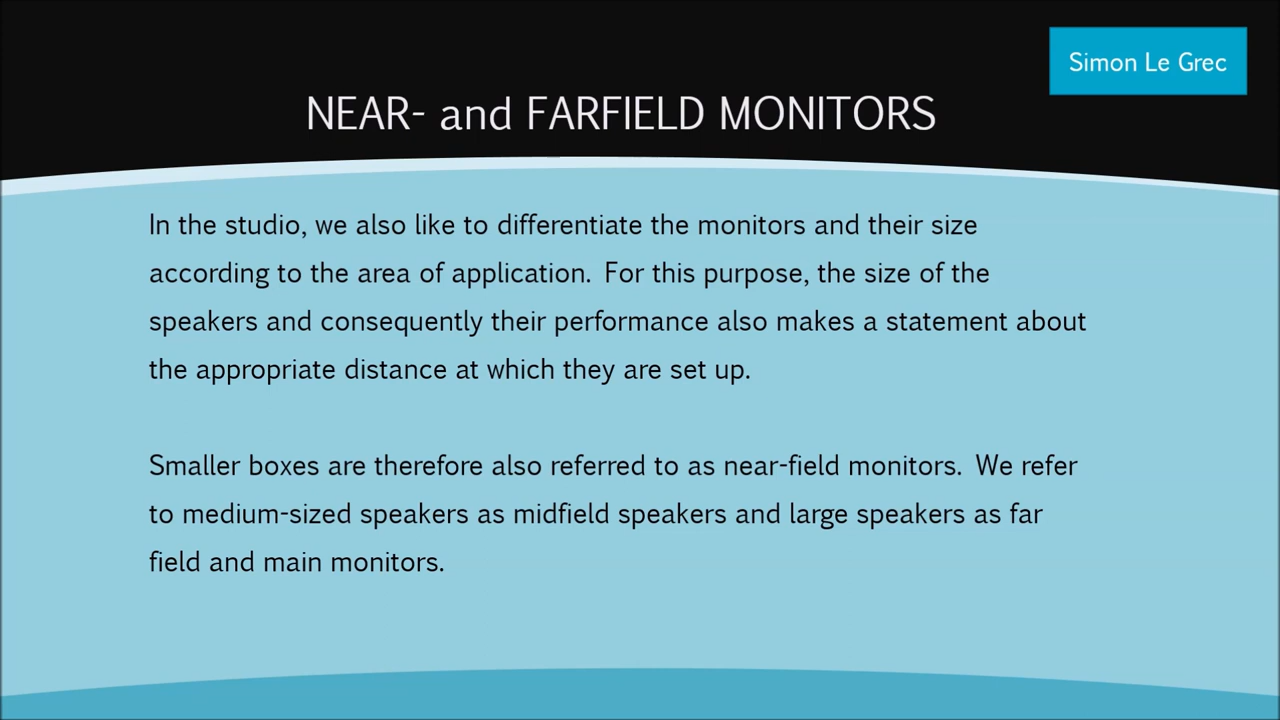 Simon Le Grec
NEAR- and FARFIELD MONITORS
In the studio, we also like to differentiate the monitors and their size
according to the area of application. For this purpose, the size of the
speakers and consequently their performance also makes a statement about
the appropriate distance at which they are set up.
Smaller boxes are therefore also referred to as near-field monitors. We refer
to medium-sized speakers as midfield speakers and large speakers as far
field and main monitors.